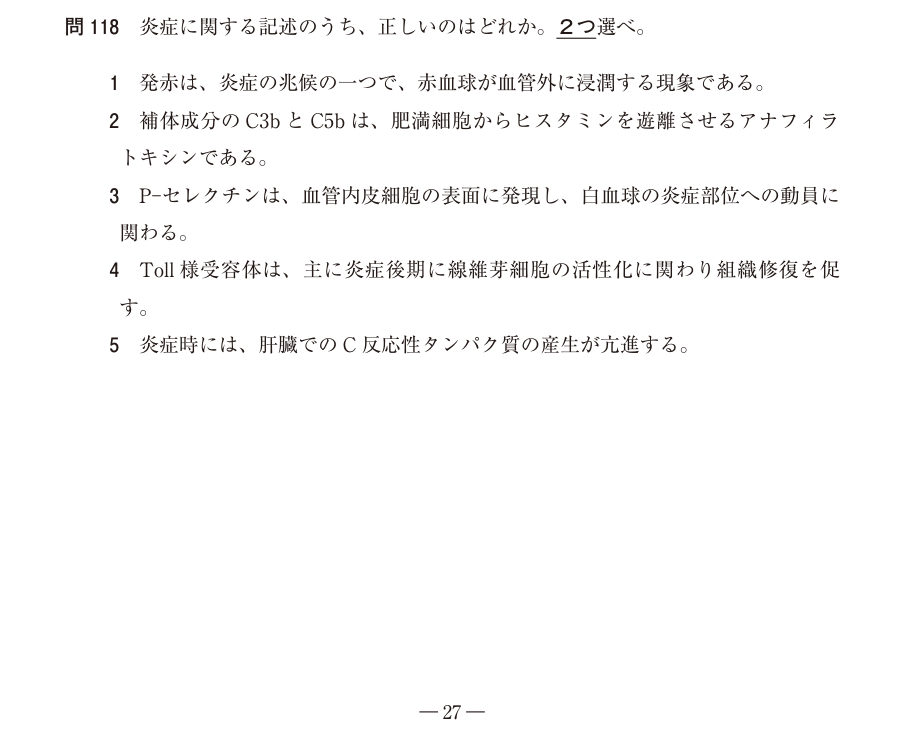 問 118 炎症に関する記述のうち、正しいのはどれか。２つ選べ。
1 発赤は、炎症の兆候の一つで、赤血球が血管外に浸潤する現象である。
2 補体成分の C3b と C5b は、肥満細胞からヒスタミンを遊離させるアナフィラ
トキシンである。
3 P-セレクチンは、血管内皮細胞の表面に発現し、白血球の炎症部位への動員に
関わる。
4 Toll 様受容体は、主に炎症後期に線維芽細胞の活性化に関わり組織修復を促
す。
5 炎症時には、肝臓での C 反応性タンパク質の産生が亢進する。
— 27 —